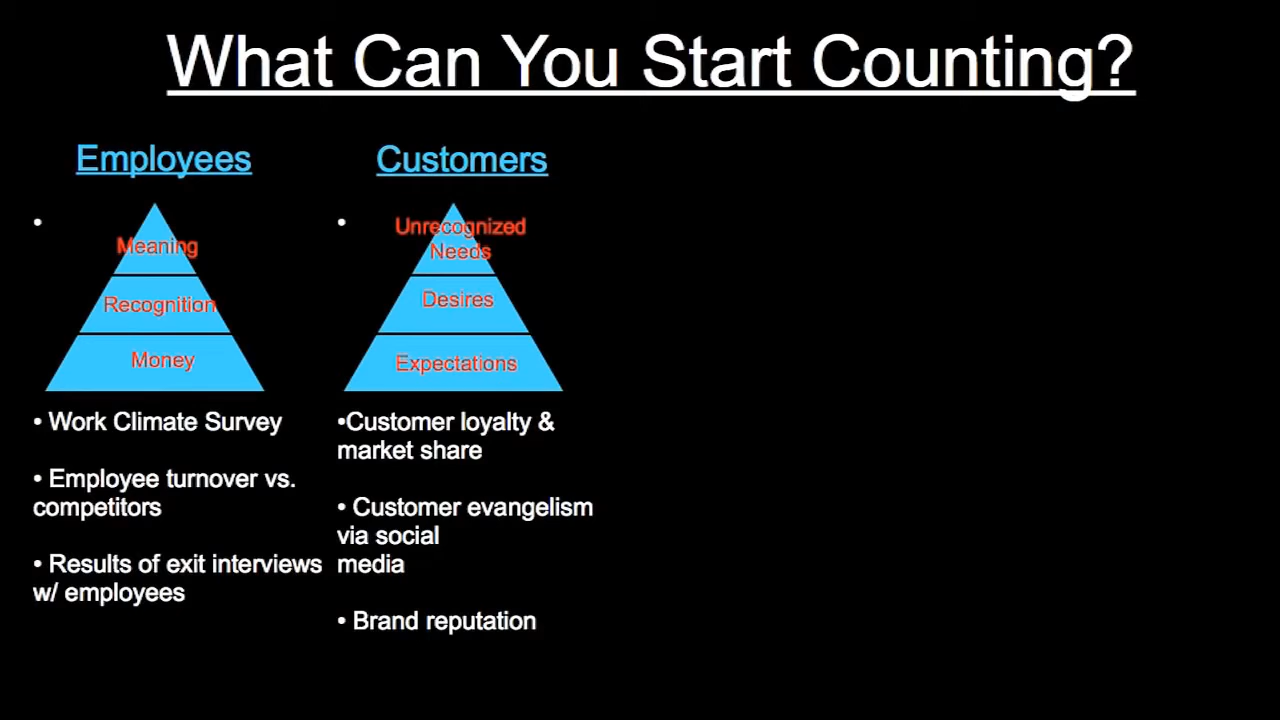 What Can You Start Counting?
Employees
•
Meaning
Recognition
Money
• Work Climate Survey
• Employee turnover vs.
competitors
• Results of exit interviews
w/ employees
Customers
•
Unrecognized
Needs
Desires
Expectations
•Customer loyalty &
market share
• Customer evangelism
via social
media
• Brand reputation